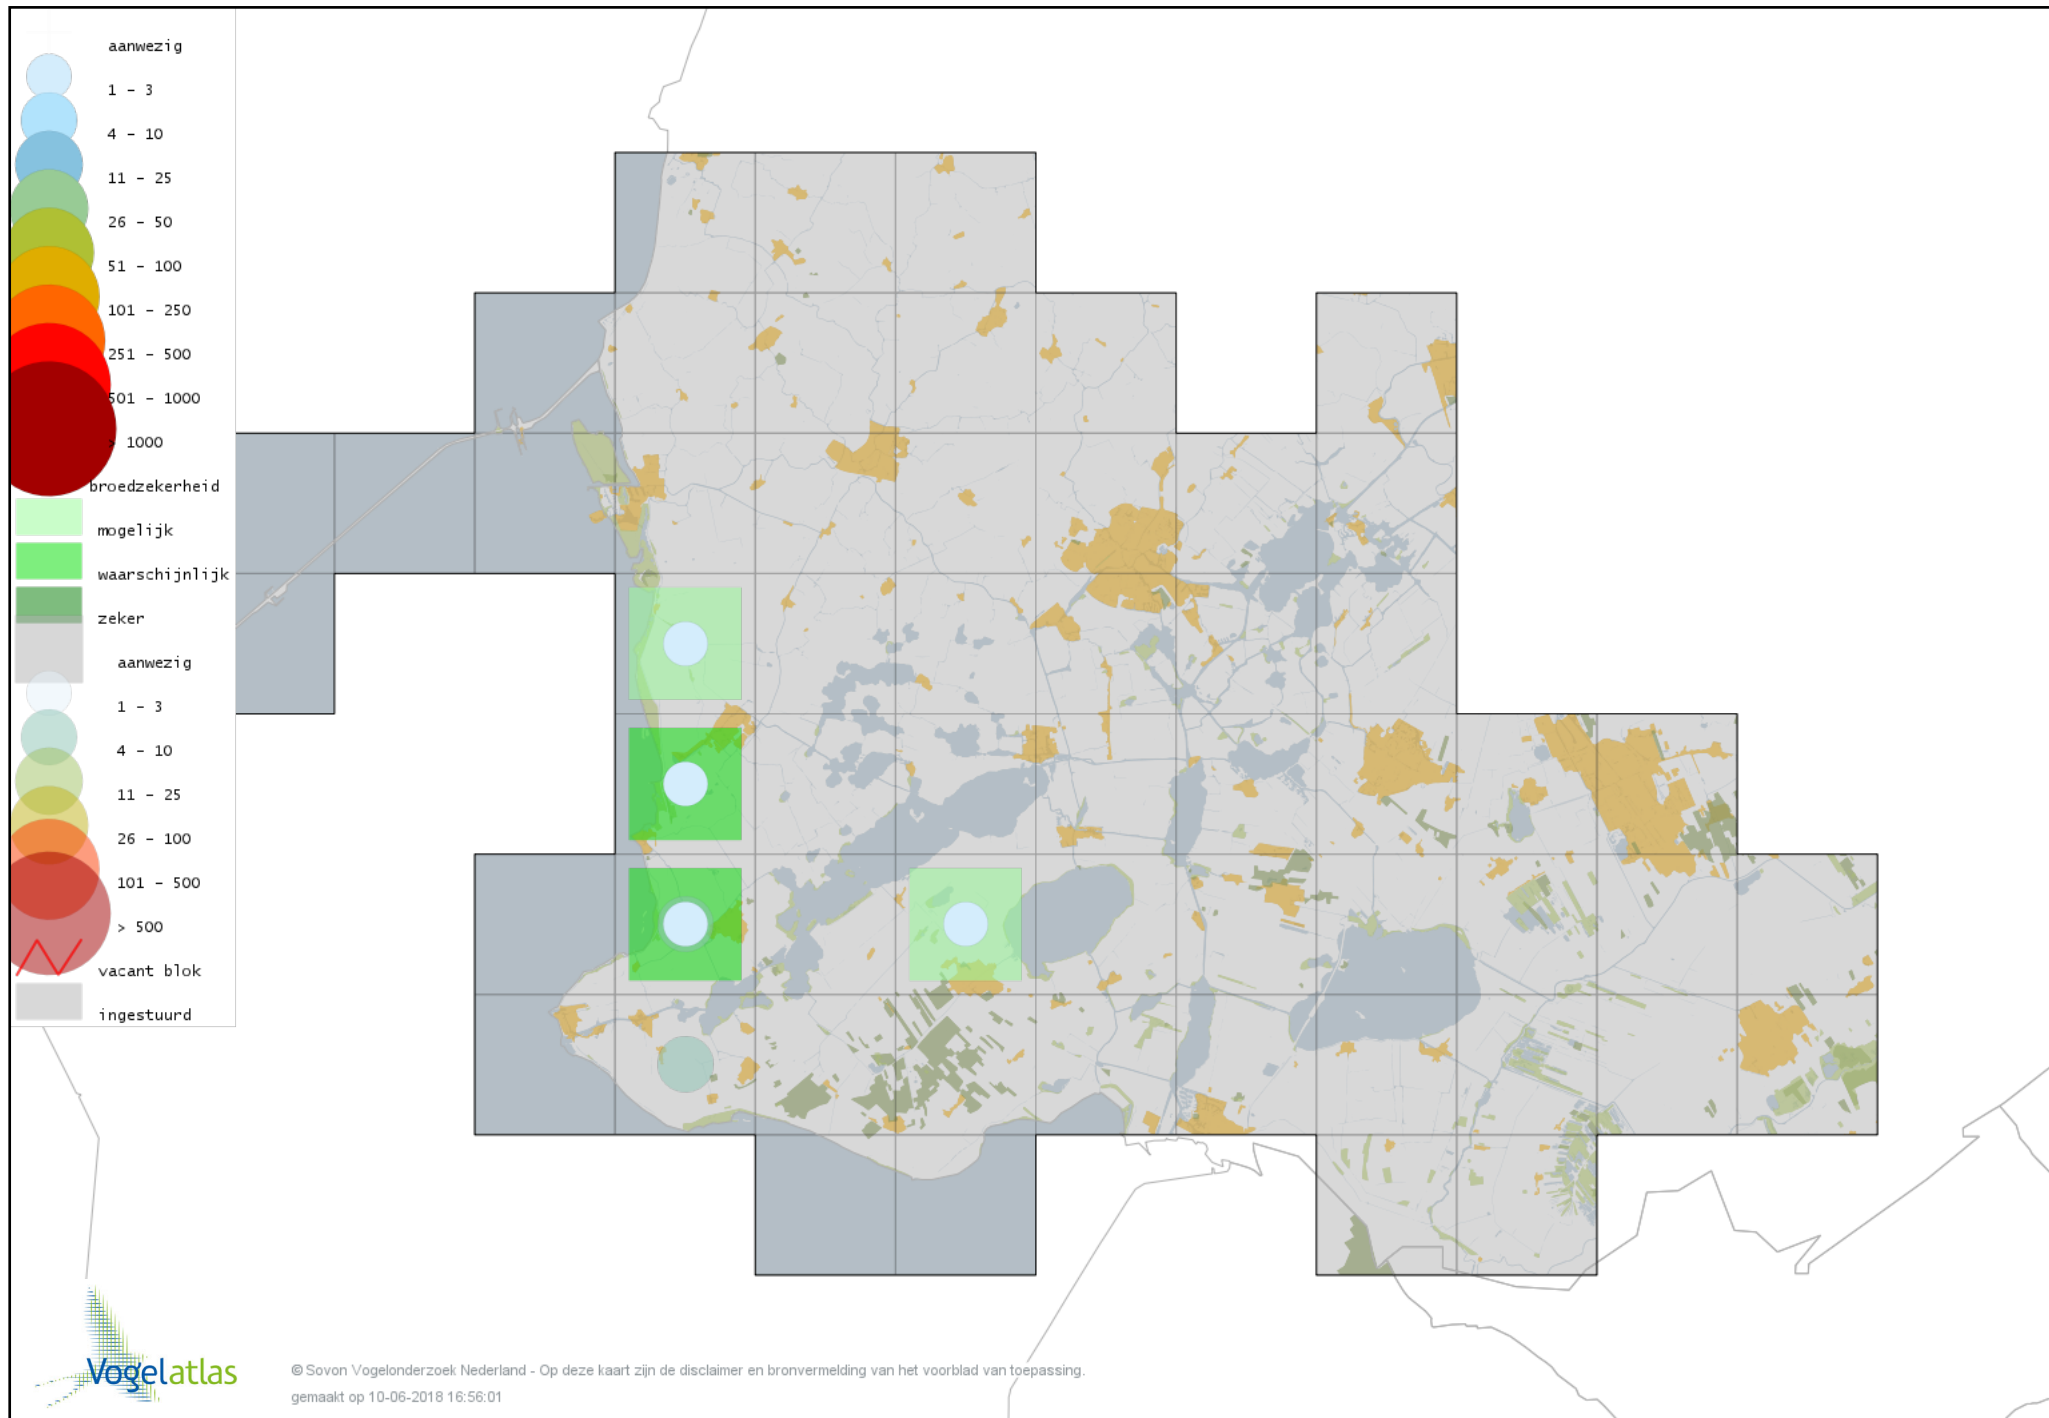 aanwezig
1 - 3
4 - 10
11 - 25
26 - 50
51 - 100
101 - 250
251 - 500
501 - 1000
> 1000
broedzekerheid
mogelijk
waarschijnlijk
zeker
aanwezig
1 - 3
4 - 10
11 - 25
26 - 100
101 - 500
> 500
vacant blok
ingestuurd
Vogelatlas
© Sovon Vogelonderzoek Nederland - Op deze kaart zijn de disclaimer en bronvermelding van het voorblad van toepassing.
gemaakt op 10-06-2018 16:56:01